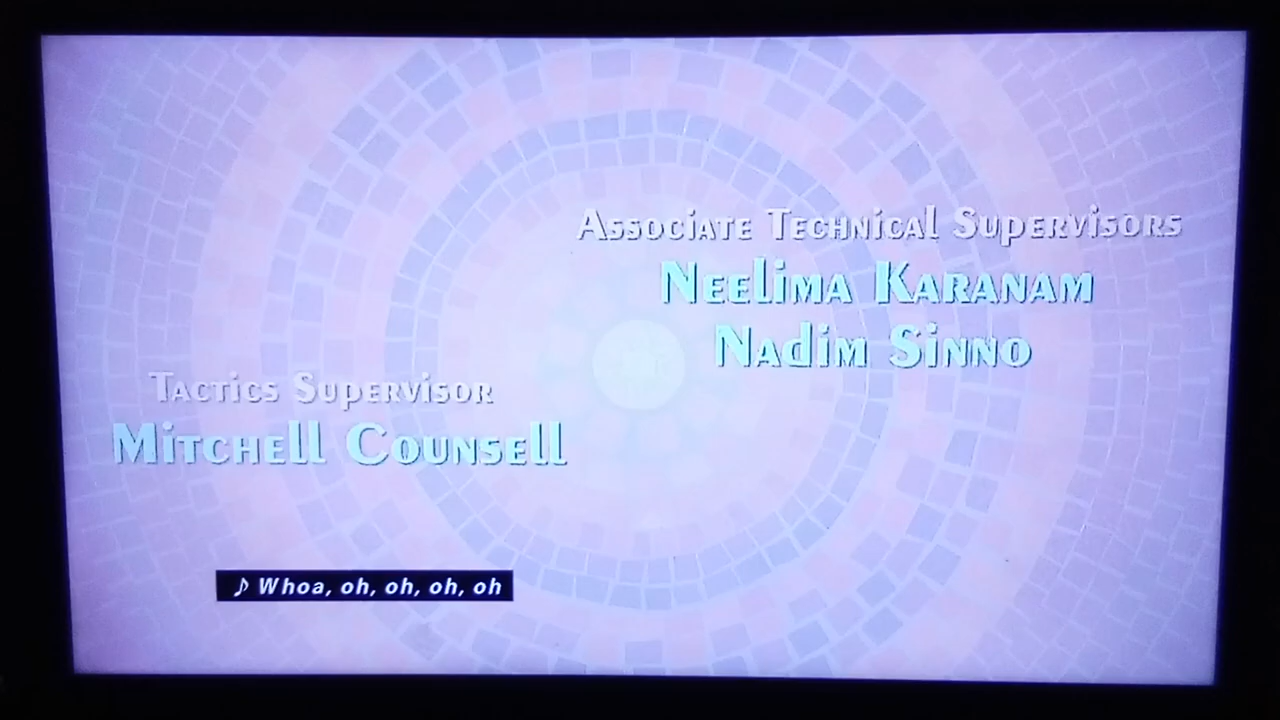 Associate Technical Supervisors
Neelima Karanam
Nadim Sinno
Tactics Supervisor
Mitchell Counsell
♪ Whoa, oh, oh, oh, oh